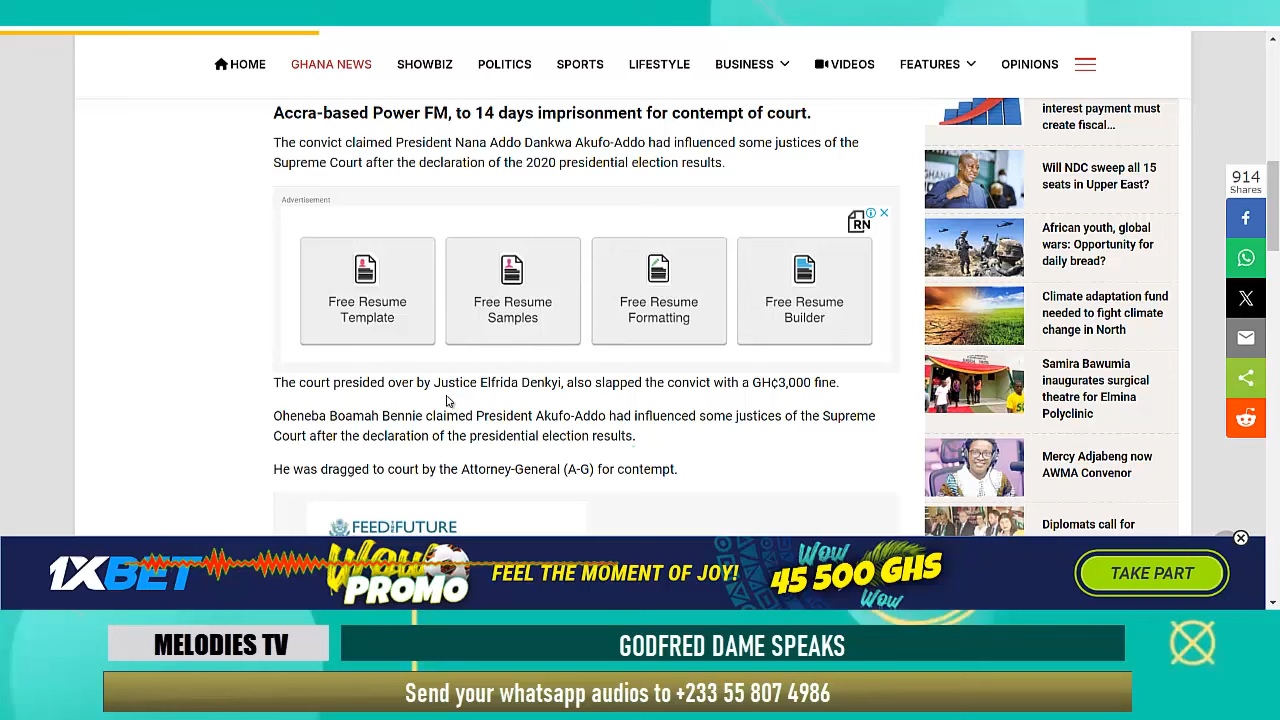 HOME GHANA NEWS SHOWBIZ POLITICS SPORTS LIFESTYLE BUSINESS VIDEOS FEATURES OPINIONS
Accra-based Power FM, to 14 days imprisonment for contempt of court.
The convict claimed President Nana Addo Dankwa Akufo-Addo had influenced some justices of the
Supreme Court after the declaration of the 2020 presidential election results.
Advertisement
RN
Free Resume
Template
Free Resume
Samples
Free Resume
Formatting
Free Resume
Builder
The court presided over by Justice Elfrida Denkyi, also slapped the convict with a GH¢3,000 fine.
Ohenba Boamah Bennie claimed President Akufo-Addo had influenced some justices of the Supreme
Court after the declaration of the presidential election results.
He was dragged to court by the Attorney-General (A-G) for contempt.
FEED THE FUTURE
interest payment must
create fiscal...
Will NDC sweep all 15
seats in Upper East?
African youth, global
wars: Opportunity for
daily bread?
Climate adaptation fund
needed to fight climate
change in North
Samira Bawumia
inaugurates surgical
theatre for Elmina
Polyclinic
Mercy Adjabeng now
AWMA Convenor
Diplomats call for
914
Shares
1XBET
WOW
PROMO
FEEL THE MOMENT OF JOY!
WOW
45 500 GHS
WOW
TAKE PART
MELODIES TV
GODFRED DAME SPEAKS
Send your whatsapp audios to +233 55 807 4986